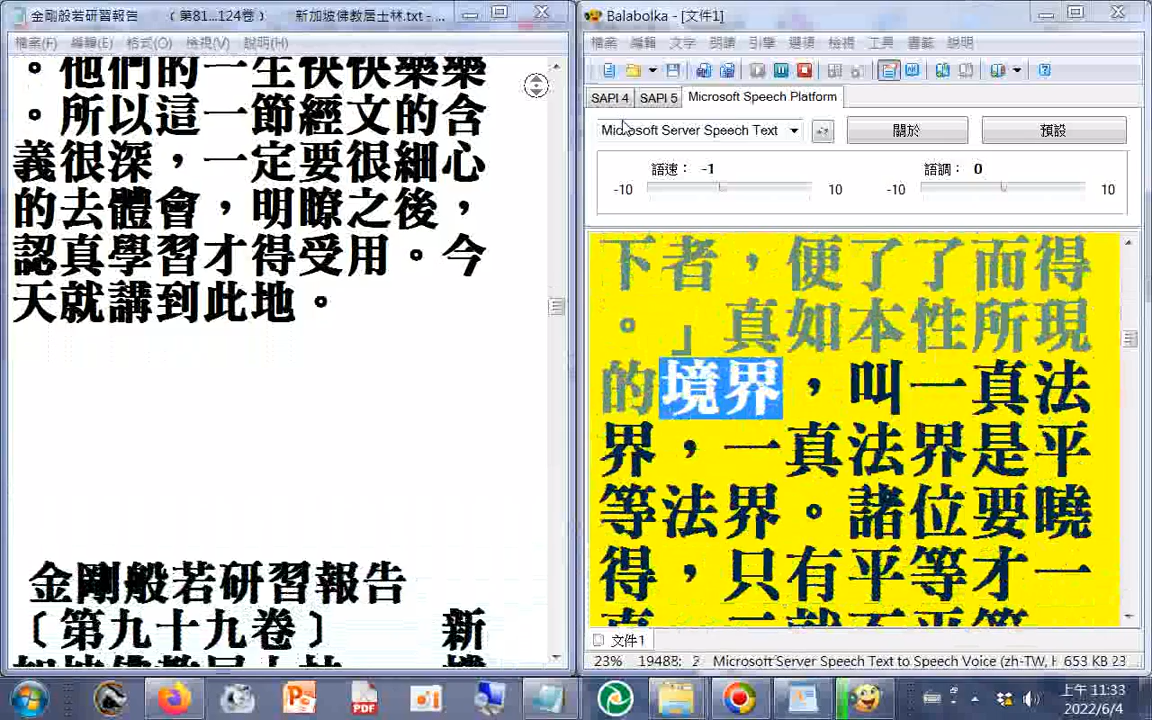 金剛般若研習報告 （第81...124卷） 新加坡佛教居士林.txt - ...
檔案(F) 編輯(E) 格式(O) 檢視(V) 說明(H)
。他們的一生快快樂樂
。所以這一節經文的含
義很深，一定要很細心
的去體會，明瞭之後，
認真學習才得受用。今
天就講到此地。
金剛般若研習報告
〔第九十九卷〕 新
Balabolka - [文件1]
檔案 編輯 文字 朗讀 引擎 選項 檢視 工具 書籤 說明
SAPI 4 SAPI 5 Microsoft Speech Platform
Microsoft Server Speech Text 關於 預設
語速： -1 語調： 0
-10 10 -10 10
下者，便了了而得
。」真如本性所現
的境界，叫一真法
界，一真法界是平
等法界。諸位要曉
得，只有平等才一
文件1
23% 19488: 2 Microsoft Server Speech Text to Speech Voice (zh-TW, H 653 KB 23
上午 11:33
2022/6/4